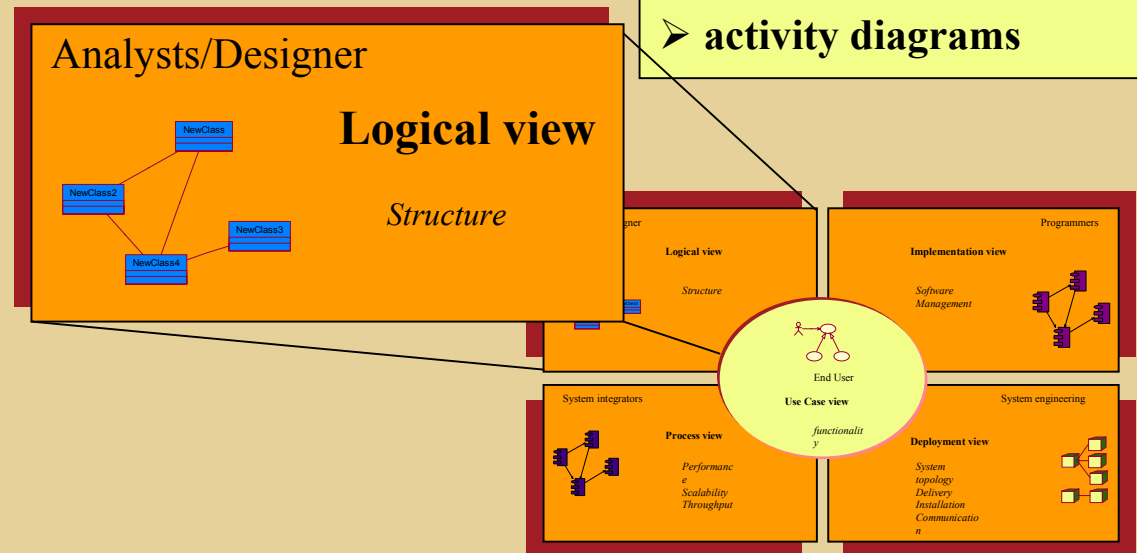 ➢ activity diagrams
Analysts/Designer
Logical view
Structure
NewClass
NewClass2
NewClass3
NewClass4
gner
Logical view
Structure
Programmers
Implementation view
Software
Management
End User
Use Case view
functionalit
y
System integrators
Process view
Performanc
e
Scalability
Throughput
System engineering
Deployment view
System
topology
Delivery
Installation
Communicatio
n